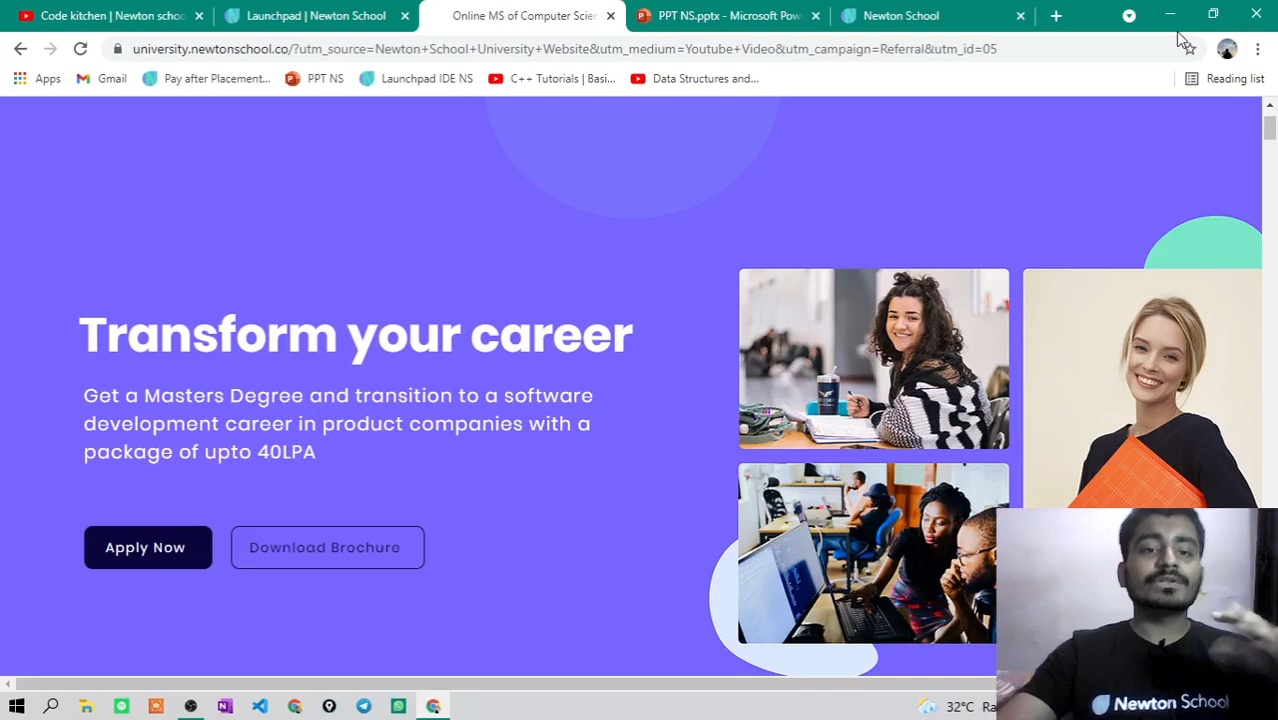 Code kitchen | Newton schoo
Launchpad | Newton School
Online MS of Computer Scien
PPT NS.pptx - Microsoft Pow
Newton School
university.newtonschool.co/?utm_source=Newton+School+University+Website&utm_medium=Youtube+Video&utm_campaign=Referral&utm_id=05
Apps
Gmail
Pay after Placement...
PPT NS
Launchpad IDE NS
C++ Tutorials | Basi...
Data Structures and...
Reading list
Transform your career
Get a Masters Degree and transition to a software
development career in product companies with a
package of upto 40LPA
Apply Now
Download Brochure
Newton School
32°C Ra